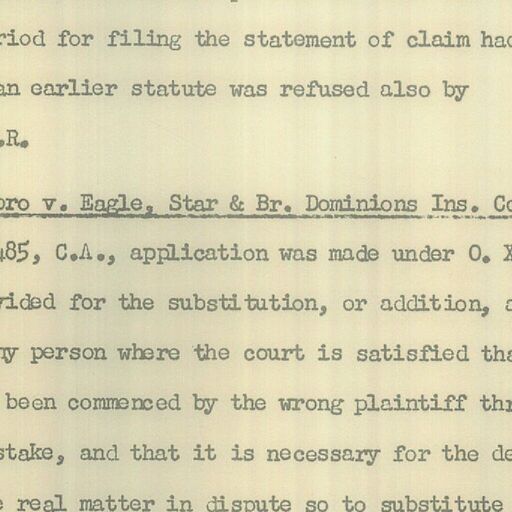 riod for filing the statement of claim had
an earlier statute was refused also by
.R.
oro v. Eagle, Star & Br. Dominions Ins. Co
485, C.A., application was made under O. X
vided for the substitution, or addition, a
ny person where the court is satisfied tha
been commenced by the wrong plaintiff thr
stake, and that it is necessary for the de
e real matter in dispute so to substitute